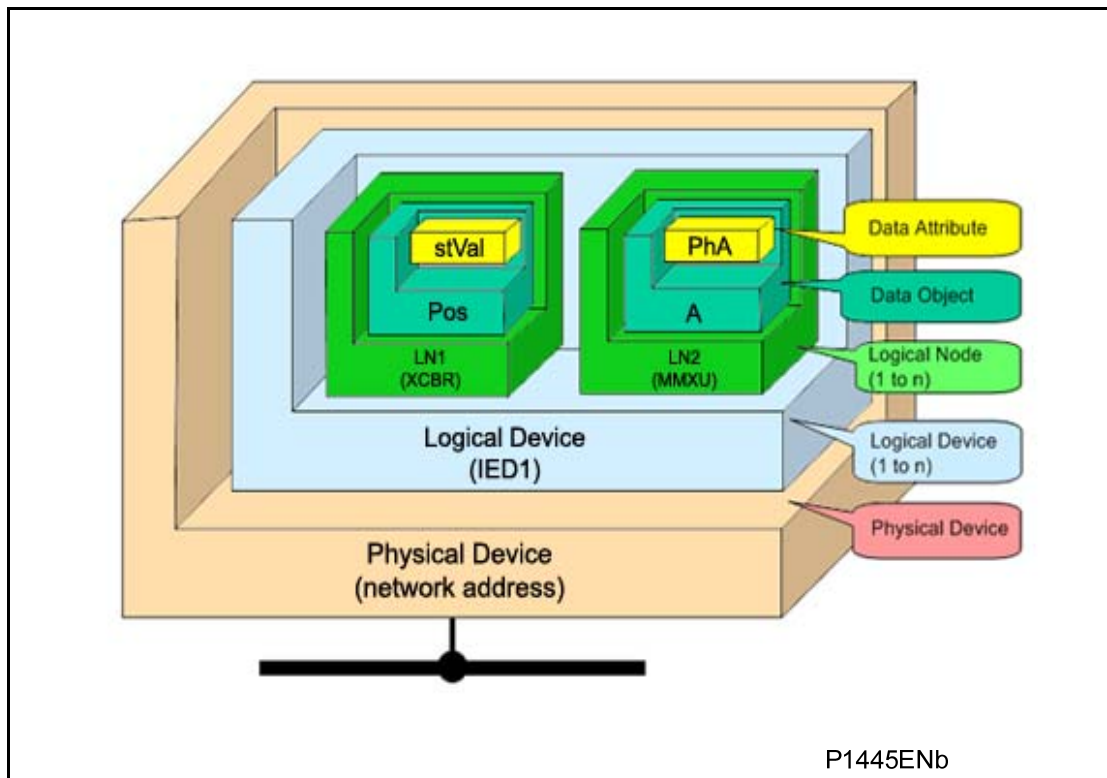 stVal
Pos
LN1
(XCBR)
PhA
A
LN2
(MMXU)
Logical Device
(IED1)
Physical Device
(network address)
Data Attribute
Data Object
Logical Node
(1 to n)
Logical Device
(1 to n)
Physical Device
P1445ENb